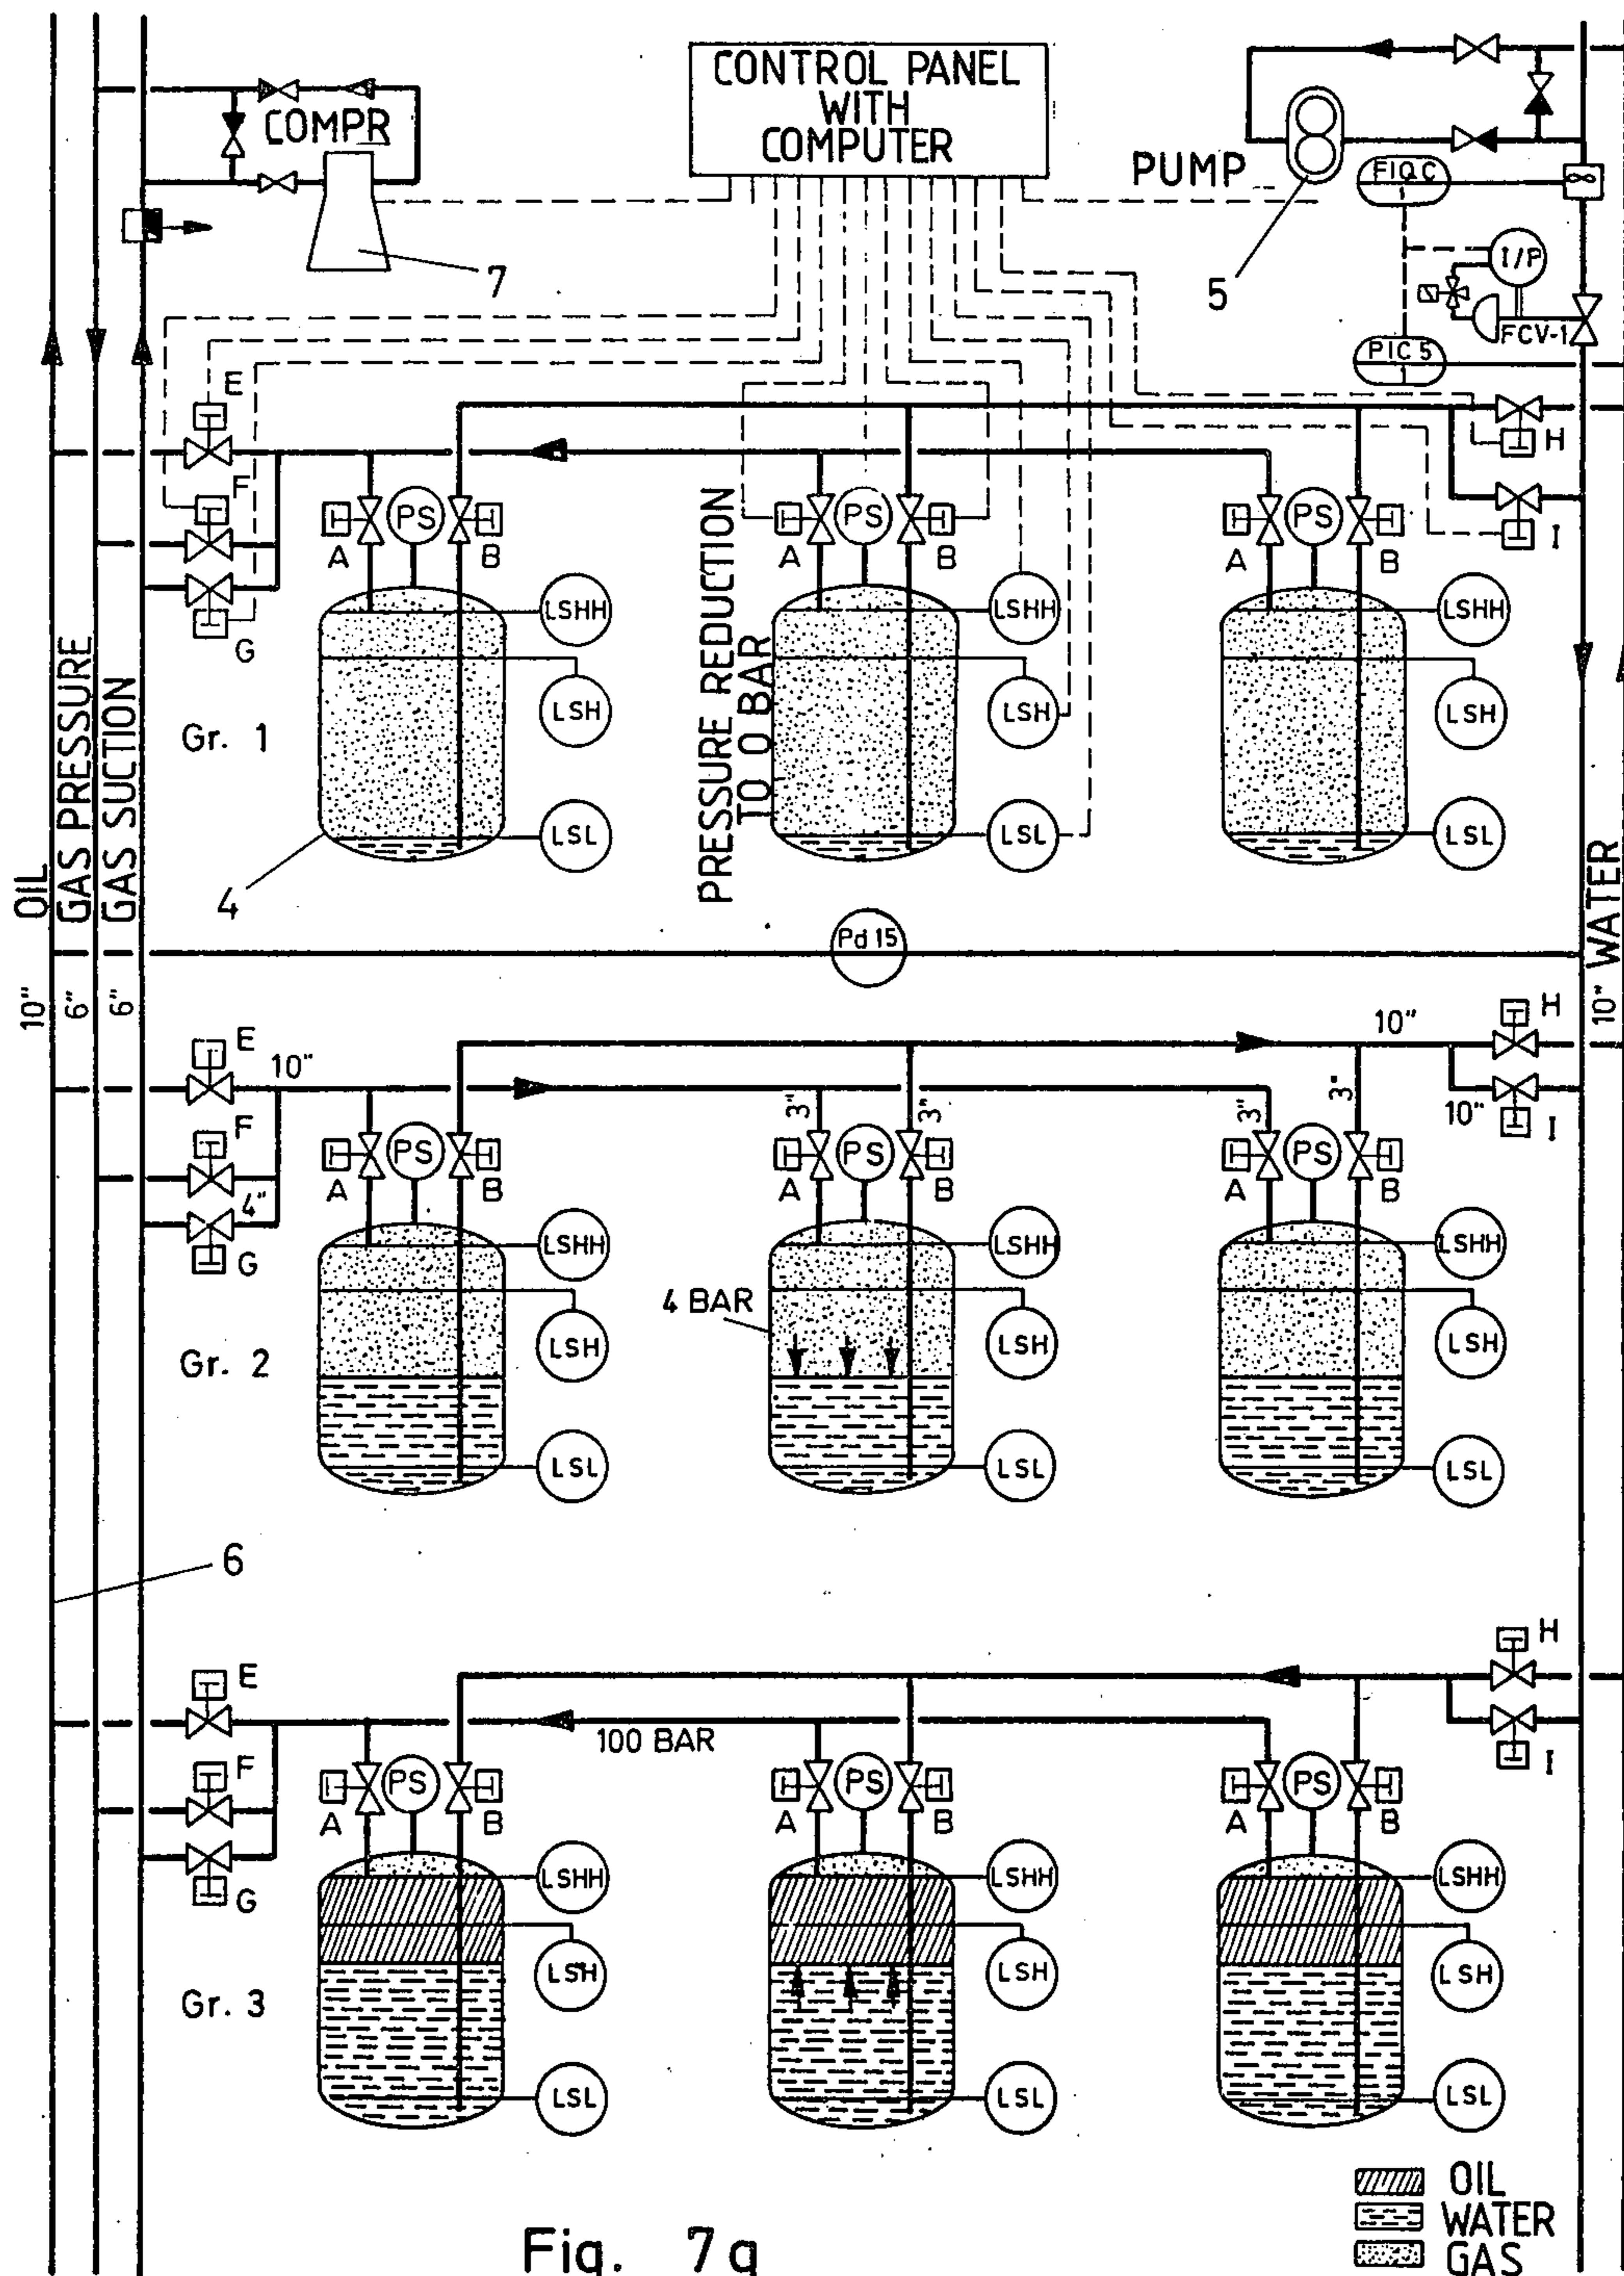 CONTROL PANEL
WITH
COMPUTER
COMPR
PUMP
FIQC
I/P
7
5
FCV-1
PIC 5
E
H
F
PS
PS
PS
I
A
B
A
B
A
B
LSHH
LSHH
LSHH
G
LSH
LSH
LSH
Gr. 1
PRESSURE REDUCTION
TO 0 BAR
LSL
LSL
LSL
4
OIL
GAS PRESSURE
GAS SUCTION
WATER
Pd 15
10"
6"
6"
10"
E
10"
10"
H
3"
3"
3"
3"
10"
I
F
PS
PS
PS
A
B
A
B
A
B
4"
G
LSHH
LSHH
LSHH
4 BAR
Gr. 2
LSH
LSH
LSH
LSL
LSL
LSL
6
E
H
100 BAR
F
PS
PS
PS
I
A
B
A
B
A
B
G
LSHH
LSHH
LSHH
LSH
LSH
LSH
Gr. 3
LSL
LSL
LSL
OIL
WATER
GAS
Fig. 7g